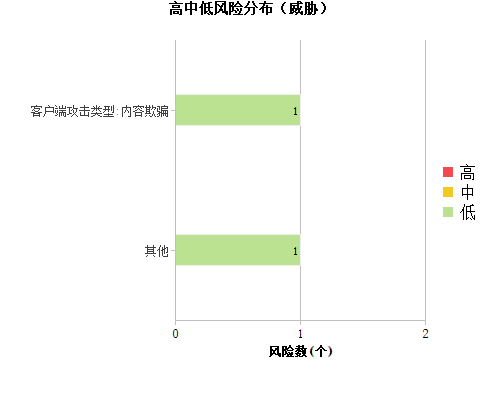 高中低风险分布（威胁）
客户端攻击类型:内容欺骗
1
其他
1
高
中
低
0 1 2
风险数(个)